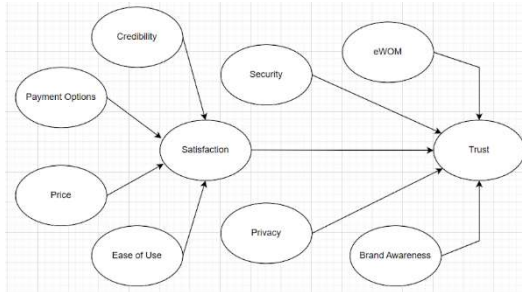 Credibility
eWOM
Security
Payment Options
Satisfaction
Trust
Price
Privacy
Ease of Use
Brand Awareness